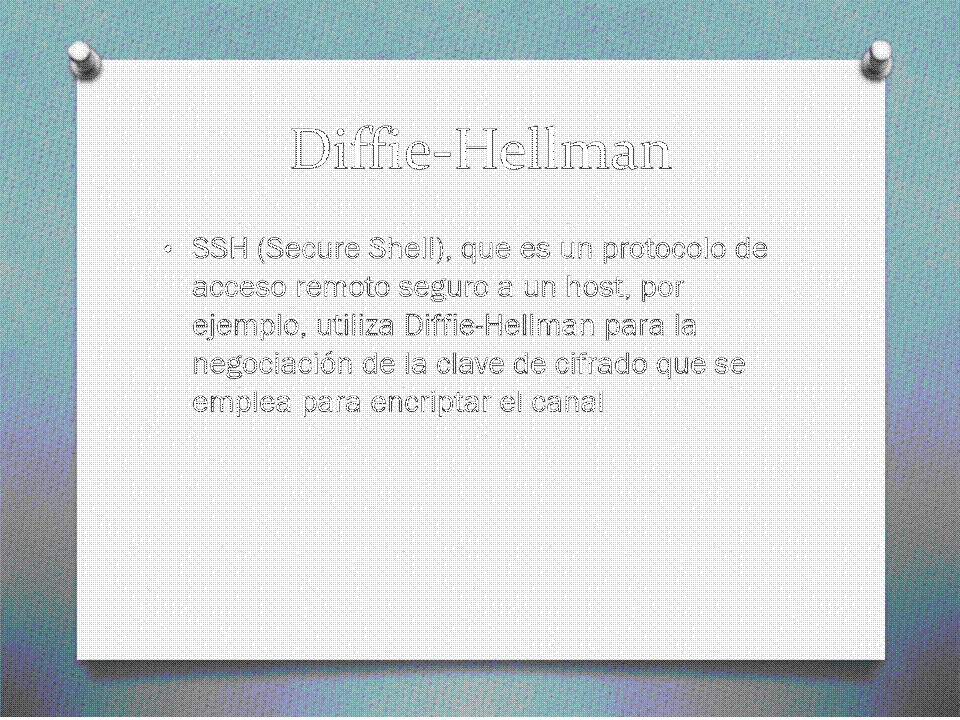 Diffie-Hellman
• SSH (Secure Shell), que es un protocolo de
acceso remoto seguro a un host, por
ejemplo, utiliza Diffie-Hellman para la
negociación de la clave de cifrado que se
emplea para encriptar el canal